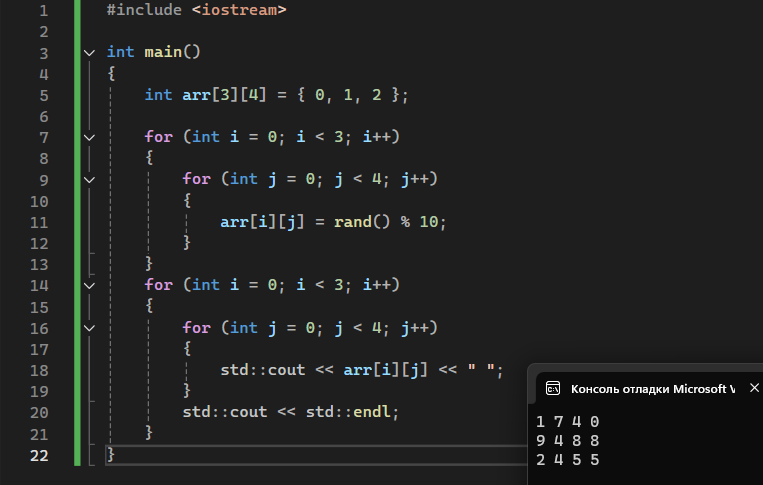 1 #include <iostream>
2
3 int main()
4 {
5 int arr[3][4] = { 0, 1, 2 };
6
7 for (int i = 0; i < 3; i++)
8 {
9 for (int j = 0; j < 4; j++)
10 {
11 arr[i][j] = rand() % 10;
12 }
13 }
14 for (int i = 0; i < 3; i++)
15 {
16 for (int j = 0; j < 4; j++)
17 {
18 std::cout << arr[i][j] << " ";
19 }
20 std::cout << std::endl;
21 }
22 }
Консоль отладки Microsoft V
1 7 4 0
9 4 8 8
2 4 5 5